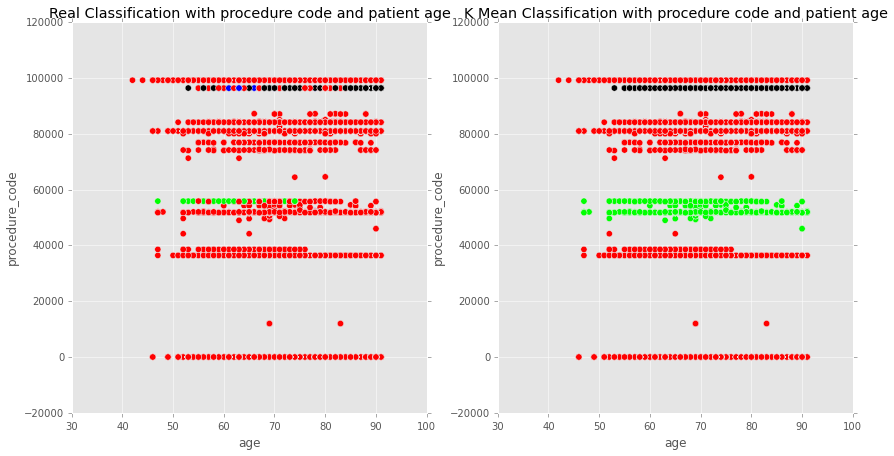 Real Classification with procedure code and patient age
K Mean Classification with procedure code and patient age
120000
100000
80000
60000
40000
20000
0
−20000
procedure_code
30 40 50 60 70 80 90 100
age
120000
100000
80000
60000
40000
20000
0
−20000
procedure_code
30 40 50 60 70 80 90 100
age